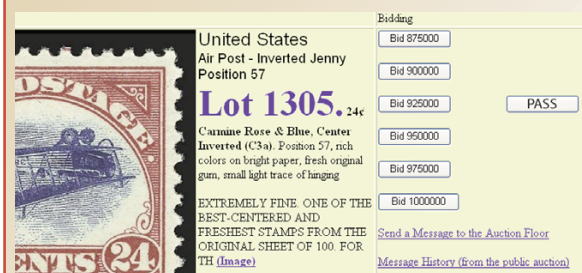 Bidding
United States
Air Post - Inverted Jenny
Position 57
Lot 1305. 24¢
Carmine Rose & Blue, Center
Inverted (C3a). Position 57, rich
colors on bright paper, fresh original
gum, small light trace of hinging
EXTREMELY FINE. ONE OF THE
BEST-CENTERED AND
FRESHEST STAMPS FROM THE
ORIGINAL SHEET OF 100. FOR
TH (Image)
Bid 875000
Bid 900000
Bid 925000
PASS
Bid 950000
Bid 975000
Bid 1000000
Send a Message to the Auction Floor
Message History (from the public auction)
OSTAGE
ENTS 24